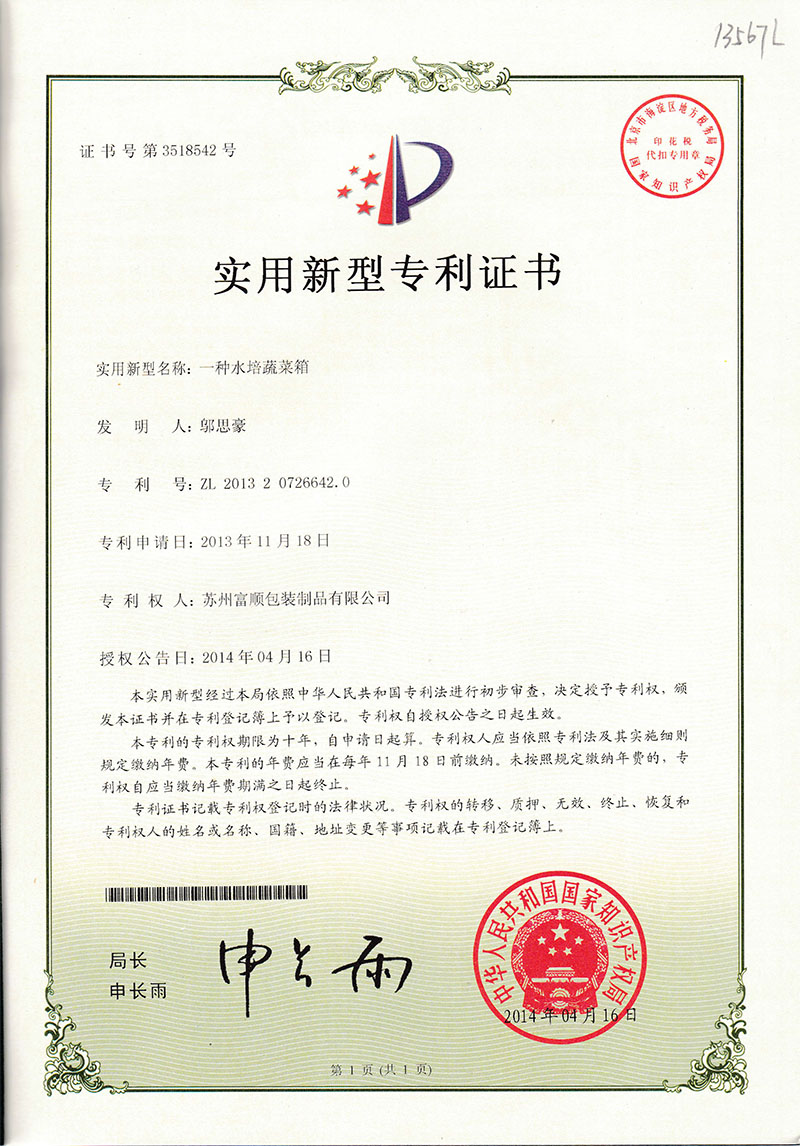 13567L
证书号第3518542号
北京市海淀区地方税务局
印花税
代扣专用章
国家知识产权局
实用新型专利证书
实用新型名称：一种水培蔬菜箱
发明人：邬思豪
专利号：ZL 2013 2 0726642.0
专利申请日：2013年11月18日
专利权人：苏州富顺包装制品有限公司
授权公告日：2014年04月16日
本实用新型经过本局依照中华人民共和国专利法进行初步审查，决定授予专利权，颁
发本证书并在专利登记簿上予以登记。专利权自授权公告之日起生效。
本专利的专利权期限为十年，自申请日起算。专利权人应当依照专利法及其实施细则
规定缴纳年费。本专利的年费应当在每年11月18日前缴纳。未按照规定缴纳年费的，专
利权自应当缴纳年费期满之日起终止。
专利证书记载专利权登记时的法律状况。专利权的转移、质押、无效、终止、恢复和
专利权人的姓名或名称、国籍、地址变更等事项记载在专利登记簿上。
局长
申长雨
申长雨
中华人民共和国国家知识产权局
2014年04月16日
第1页(共1页)